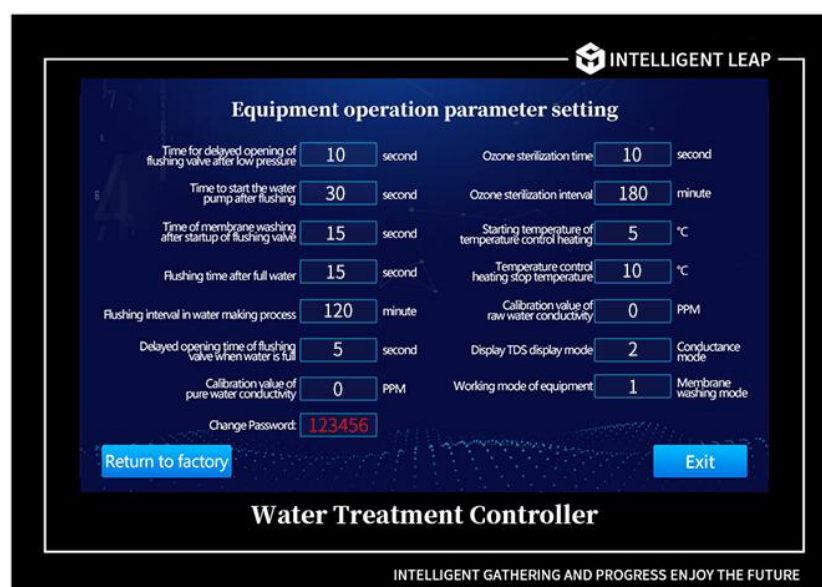 INTELLIGENT LEAP
Equipment operation parameter setting
Time for delayed opening of
flushing valve after low pressure
10
second
Time to start the water
pump after flushing
30
second
Time of membrane washing
after startup of flushing valve
15
second
Flushing time after full water
15
second
Flushing interval in water making process
120
minute
Delayed opening time of flushing
valve when water is full
5
second
Calibration value of
pure water conductivity
0
PPM
Change Password:
123456
Ozone sterilization time
10
second
Ozone sterilization interval
180
minute
Starting temperature of
temperature control heating
5
℃
Temperature control
heating stop temperature
10
℃
Calibration value of
raw water conductivity
0
PPM
Display TDS display mode
2
Conductance
mode
Working mode of equipment
1
Membrane
washing mode
Return to factory
Exit
Water Treatment Controller
INTELLIGENT GATHERING AND PROGRESS ENJOY THE FUTURE